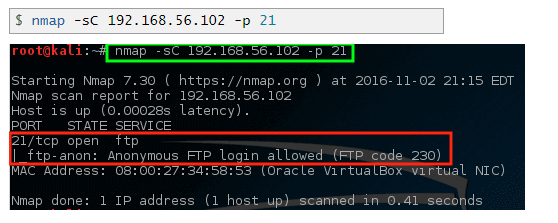 $ nmap -sC 192.168.56.102 -p 21
root@kali:~# nmap -sC 192.168.56.102 -p 21
Starting Nmap 7.30 ( https://nmap.org ) at 2016-11-02 21:15 EDT
Nmap scan report for 192.168.56.102
Host is up (0.00028s latency).
PORT   STATE SERVICE
21/tcp open  ftp
|_ftp-anon: Anonymous FTP login allowed (FTP code 230)
MAC Address: 08:00:27:34:58:53 (Oracle VirtualBox virtual NIC)
Nmap done: 1 IP address (1 host up) scanned in 0.41 seconds